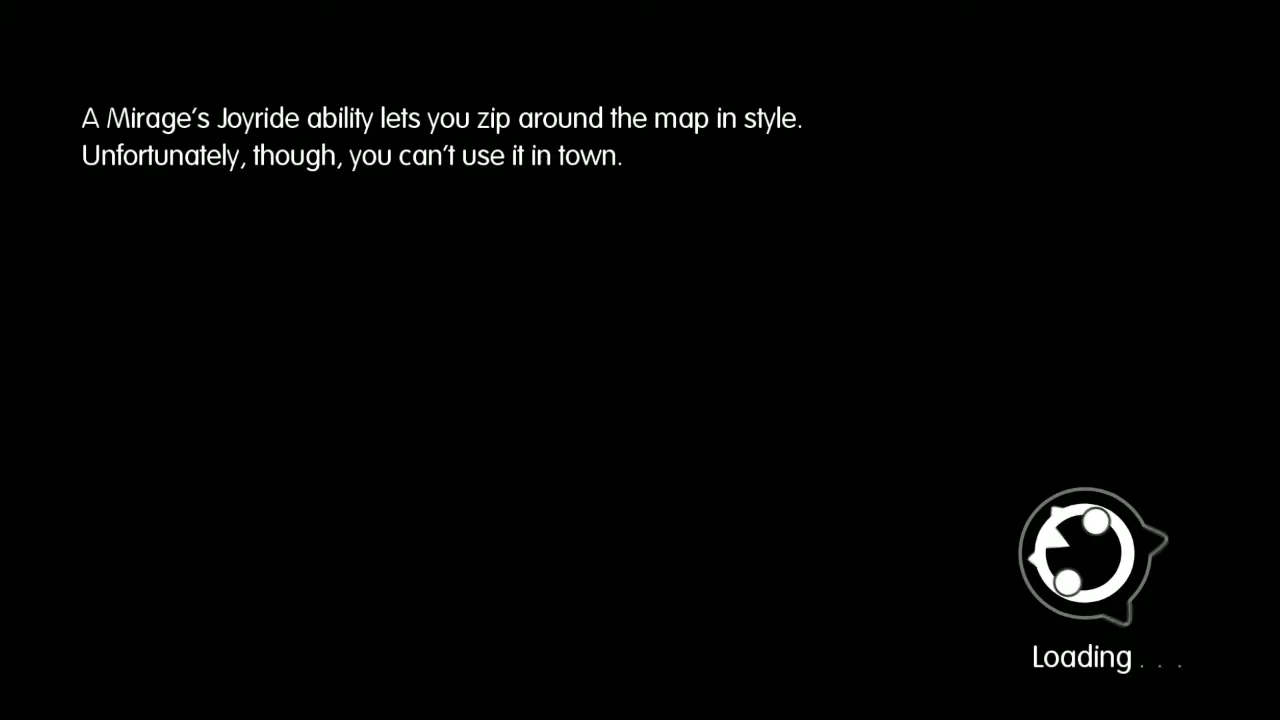 A Mirage's Joyride ability lets you zip around the map in style.
Unfortunately, though, you can't use it in town.
Loading . . .